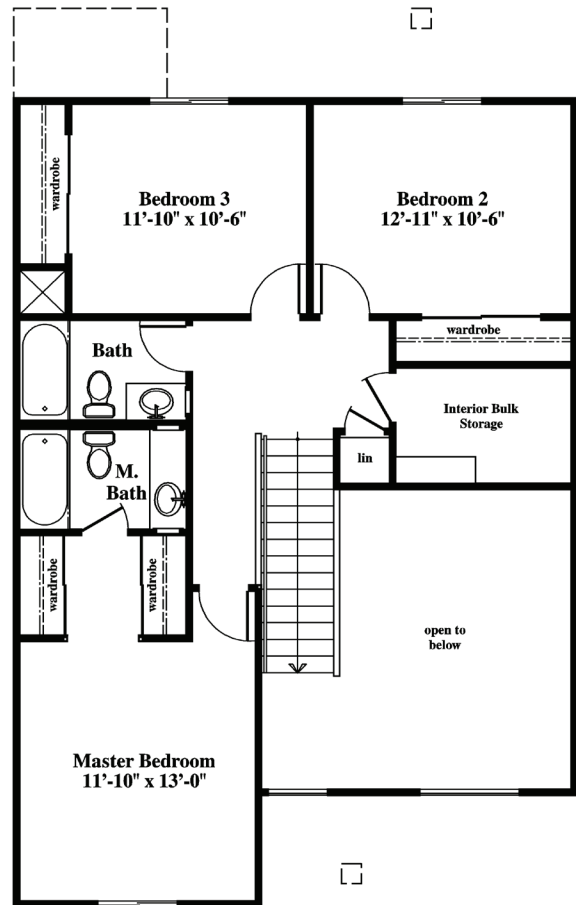 wardrobe
Bedroom 3
11'-10" x 10'-6"
Bedroom 2
12'-11" x 10'-6"
wardrobe
Bath
Interior Bulk
Storage
lin
M.
Bath
wardrobe
wardrobe
open to
below
Master Bedroom
11'-10" x 13'-0"